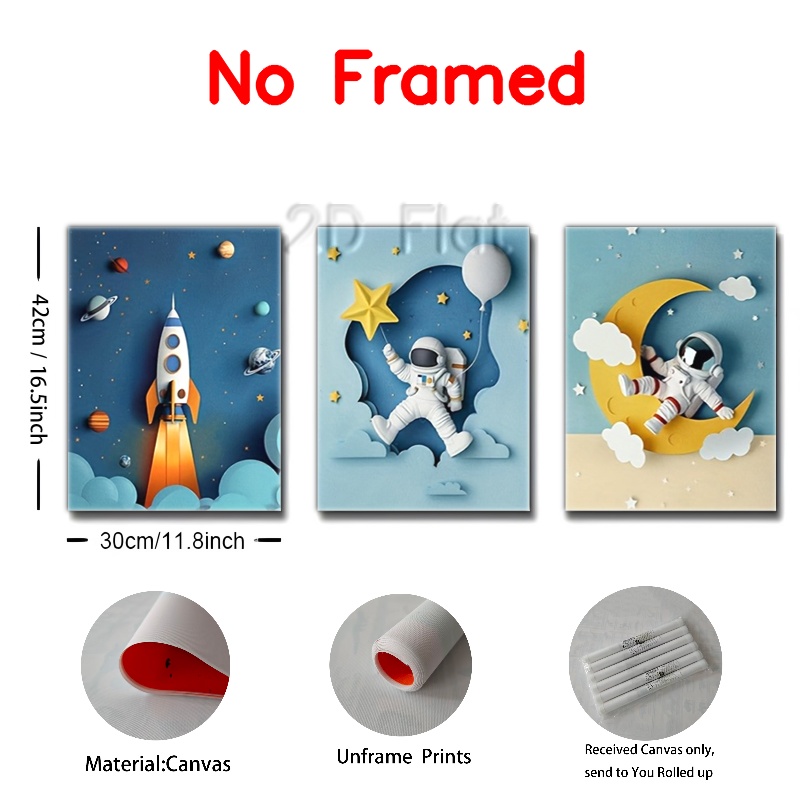 No Framed
2D Flat
42cm / 16.5inch
30cm/11.8inch
Material:Canvas
Unframe Prints
Received Canvas only,
send to You Rolled up